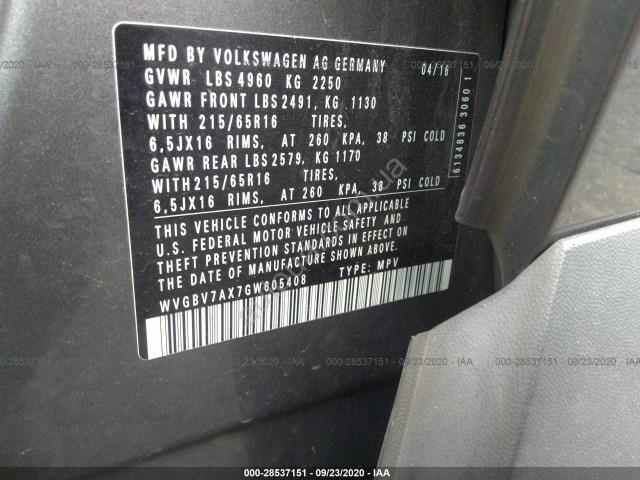 MFD BY VOLKSWAGEN AG GERMANY 04/16
GVWR LBS 4960 KG 2250
GAWR FRONT LBS 2491, KG 1130
WITH 215/65R16 TIRES,
6,5JX16 RIMS, AT 260 KPA, 38 PSI COLD
GAWR REAR LBS 2579, KG 1170
WITH 215/65R16 TIRES,
6,5JX16 RIMS, AT 260 KPA, 38 PSI COLD
THIS VEHICLE CONFORMS TO ALL APPLICABLE
U.S. FEDERAL MOTOR VEHICLE SAFETY AND
THEFT PREVENTION STANDARDS IN EFFECT ON
THE DATE OF MANUFACTURE SHOWN ABOVE.
WVGBV7AX7GW605408 TYPE: MPV
6134836330601
000-28537151 - 09/23/2020 - IAA